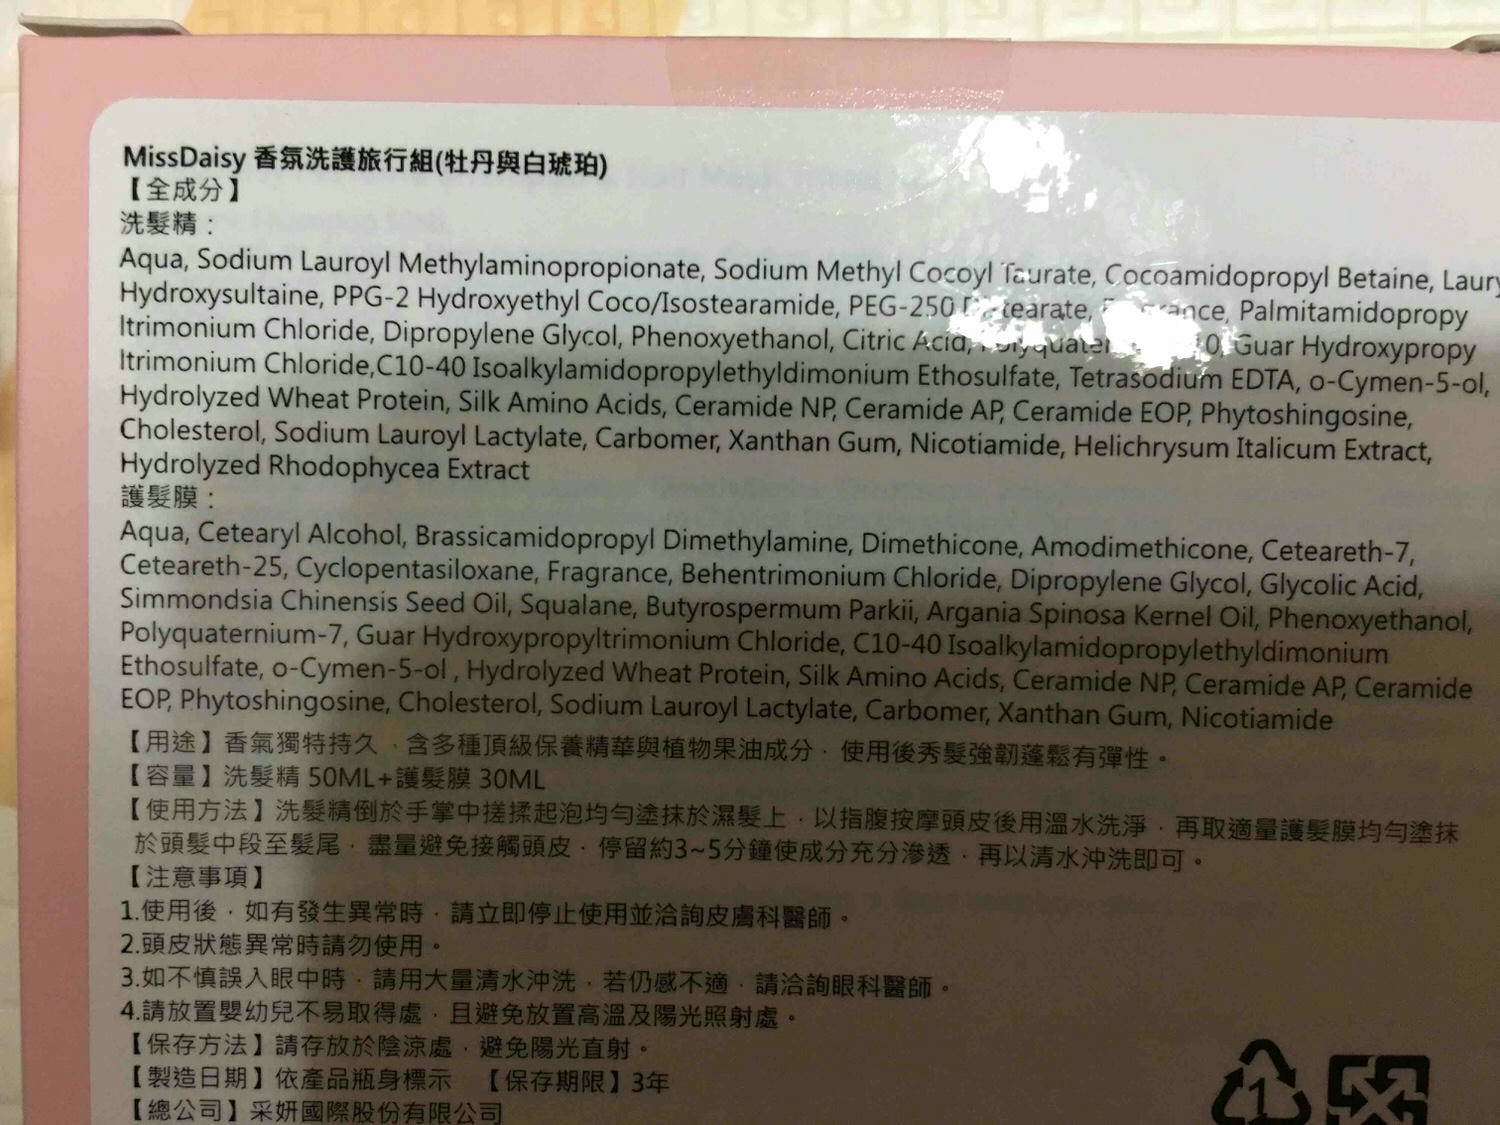 MissDaisy 香氛洗護旅行組(牡丹與白琥珀)
【全成分】
洗髮精：
Aqua, Sodium Lauroyl Methylaminopropionate, Sodium Methyl Cocoyl Taurate, Cocoamidopropyl Betaine, Laury
Hydroxysultaine, PPG-2 Hydroxyethyl Coco/Isostearamide, PEG-250 Palmitamidopropy
ltrimonium Chloride, Dipropylene Glycol, Phenoxyethanol, Citric Acid, Guar Hydroxypropy
ltrimonium Chloride,C10-40 Isoalkylamidopropylethyldimonium Ethosulfate, Tetrasodium EDTA, o-Cymen-5-ol,
Hydrolyzed Wheat Protein, Silk Amino Acids, Ceramide NP, Ceramide AP, Ceramide EOP, Phytoshingosine,
Cholesterol, Sodium Lauroyl Lactylate, Carbomer, Xanthan Gum, Nicotiamide, Helichrysum Italicum Extract,
Hydrolyzed Rhodophycea Extract
護髮膜：
Aqua, Cetearyl Alcohol, Brassicamidopropyl Dimethylamine, Dimethicone, Amodimethicone, Ceteareth-7,
Ceteareth-25, Cyclopentasiloxane, Fragrance, Behentrimonium Chloride, Dipropylene Glycol, Glycolic Acid,
Simmondsia Chinensis Seed Oil, Squalane, Butyrospermum Parkii, Argania Spinosa Kernel Oil, Phenoxyethanol,
Polyquaternium-7, Guar Hydroxypropyltrimonium Chloride, C10-40 Isoalkylamidopropylethyldimonium
Ethosulfate, o-Cymen-5-ol , Hydrolyzed Wheat Protein, Silk Amino Acids, Ceramide NP, Ceramide AP, Ceramide
EOP, Phytoshingosine, Cholesterol, Sodium Lauroyl Lactylate, Carbomer, Xanthan Gum, Nicotiamide
【用途】香氣獨特持久，含多種頂級保養精華與植物果油成分，使用後秀髮強韌蓬鬆有彈性。
【容量】洗髮精 50ML+護髮膜 30ML
【使用方法】洗髮精倒於手掌中搓揉起泡均勻塗抹於濕髮上，以指腹按摩頭皮後用溫水洗淨，再取適量護髮膜均勻塗抹
於頭髮中段至髮尾，盡量避免接觸頭皮，停留約3~5分鐘使成分充分滲透，再以清水沖洗即可。
【注意事項】
1.使用後，如有發生異常時，請立即停止使用並洽詢皮膚科醫師。
2.頭皮狀態異常時請勿使用。
3.如不慎誤入眼中時，請用大量清水沖洗，若仍感不適，請洽詢眼科醫師。
4.請放置嬰幼兒不易取得處，且避免放置高溫及陽光照射處。
【保存方法】請存放於陰涼處，避免陽光直射。
【製造日期】依產品瓶身標示 【保存期限】3年
【總公司】采妍國際股份有限公司
1